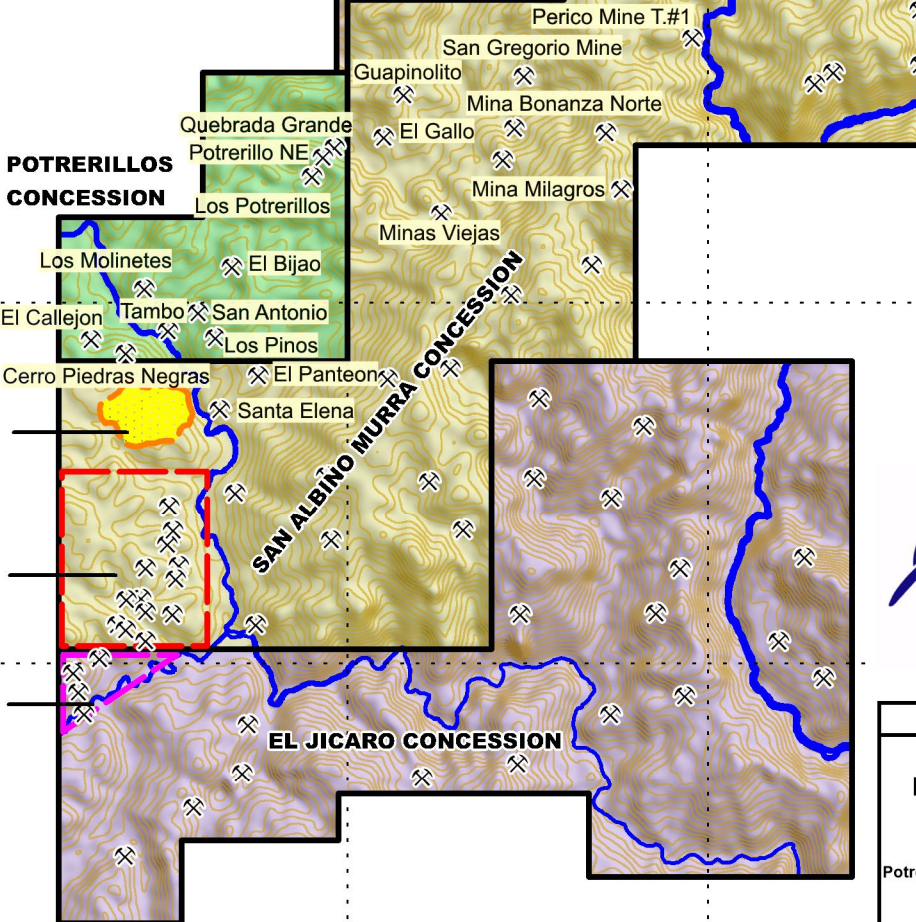 Perico Mine T.#1
San Gregorio Mine
Guapinolito
Mina Bonanza Norte
Quebrada Grande
El Gallo
Potrerillo NE
POTRERILLOS
CONCESSION
Mina Milagros
Los Potrerillos
Minas Viejas
Los Molinetes
El Bijao
Tambo
San Antonio
El Callejon
Los Pinos
Cerro Piedras Negras
El Panteon
Santa Elena
SAN ALBINO MURRA CONCESSION
EL JICARO CONCESSION
Potr